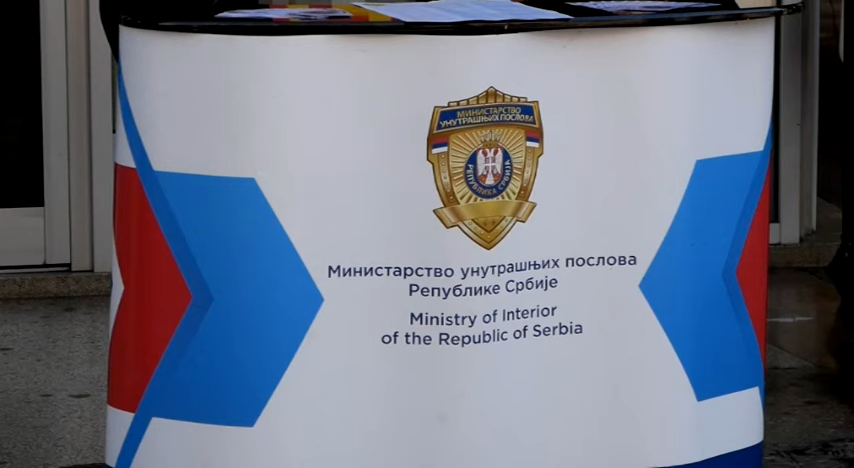 МИНИСТАРСТВО
УНУТРАШЊИХ ПОСЛОВА
РЕПУБЛИКА СРБИЈА
Министарство унутрашњих послова
Републике Србије
Ministry of Interior
of the Republic of Serbia